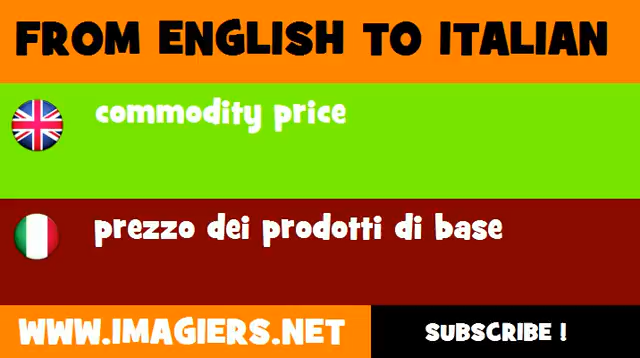 FROM ENGLISH TO ITALIAN
commodity price
prezzo dei prodotti di base
WWW.IMAGIERS.NET
SUBSCRIBE !